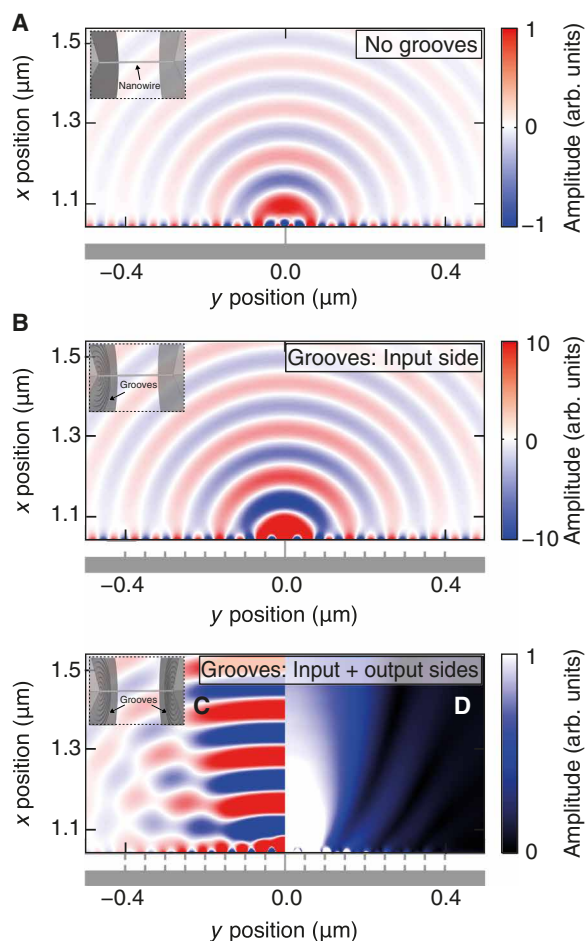 A
No grooves
Nanowire
1.5
1.3
1.1
x position (µm)
−0.4
0.0
0.4
y position (µm)
1
0
−1
Amplitude (arb. units)
B
Grooves: Input side
Grooves
1.5
1.3
1.1
x position (µm)
−0.4
0.0
0.4
y position (µm)
10
0
−10
Amplitude (arb. units)
Grooves: Input + output sides
Grooves
C
D
1.5
1.3
1.1
x position (µm)
−0.4
0.0
0.4
y position (µm)
1
0
Amplitude (arb. units)